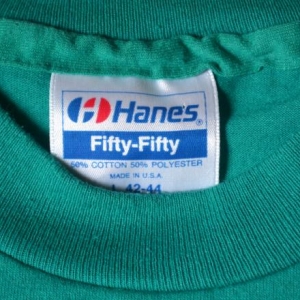 Hanes
Fifty-Fifty
50% COTTON 50% POLYESTER
MADE IN U.S.A
L 42-44